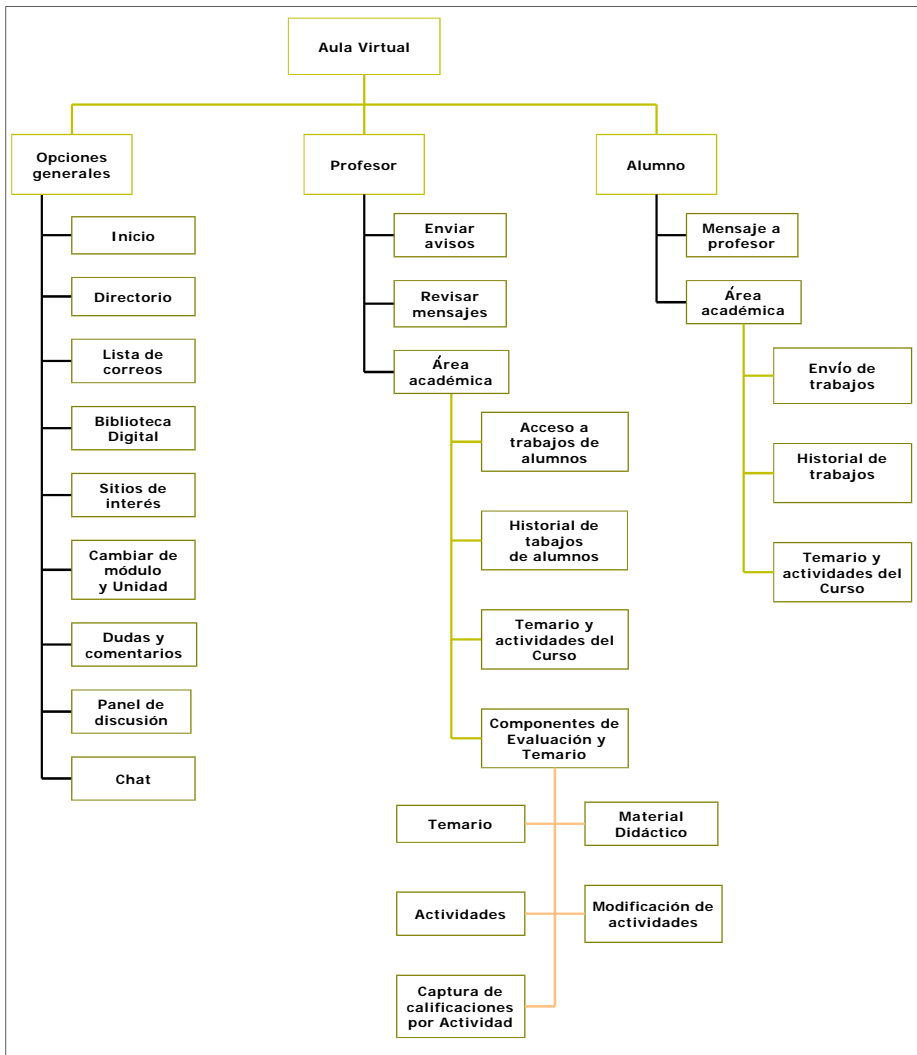 Aula Virtual
Opciones
generales
Profesor
Alumno
Inicio
Directorio
Lista de
correos
Biblioteca
Digital
Sitios de
interés
Cambiar de
módulo
y Unidad
Dudas y
comentarios
Panel de
discusión
Chat
Enviar
avisos
Revisar
mensajes
Área
académica
Acceso a
trabajos de
alumnos
Historial de
tabajos
de alumnos
Temario y
actividades del
Curso
Componentes de
Evaluación y
Temario
Temario
Material
Didáctico
Actividades
Modificación de
actividades
Captura de
calificaciones
por Actividad
Mensaje a
profesor
Área
académica
Envío de
trabajos
Historial de
trabajos
Temario y
actividades del
Curso